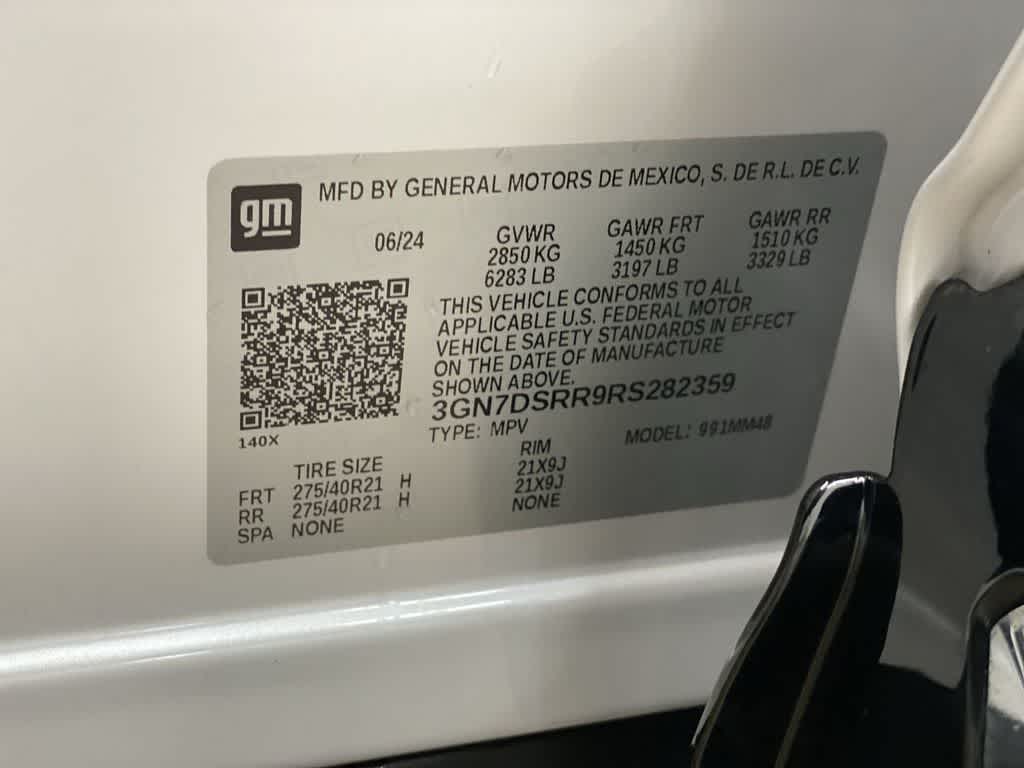 gm
MFD BY GENERAL MOTORS DE MEXICO, S. DE R.L. DE C.V.
06/24 GVWR GAWR FRT GAWR RR
2850 KG 1450 KG 1510 KG
6283 LB 3197 LB 3329 LB
THIS VEHICLE CONFORMS TO ALL
APPLICABLE U.S. FEDERAL MOTOR
VEHICLE SAFETY STANDARDS IN EFFECT
ON THE DATE OF MANUFACTURE
SHOWN ABOVE.
3GN7DSRR9RS282359
140X
TYPE: MPV MODEL: 991MM48
TIRE SIZE RIM
FRT 275/40R21 H 21X9J
RR 275/40R21 H 21X9J
SPA NONE NONE